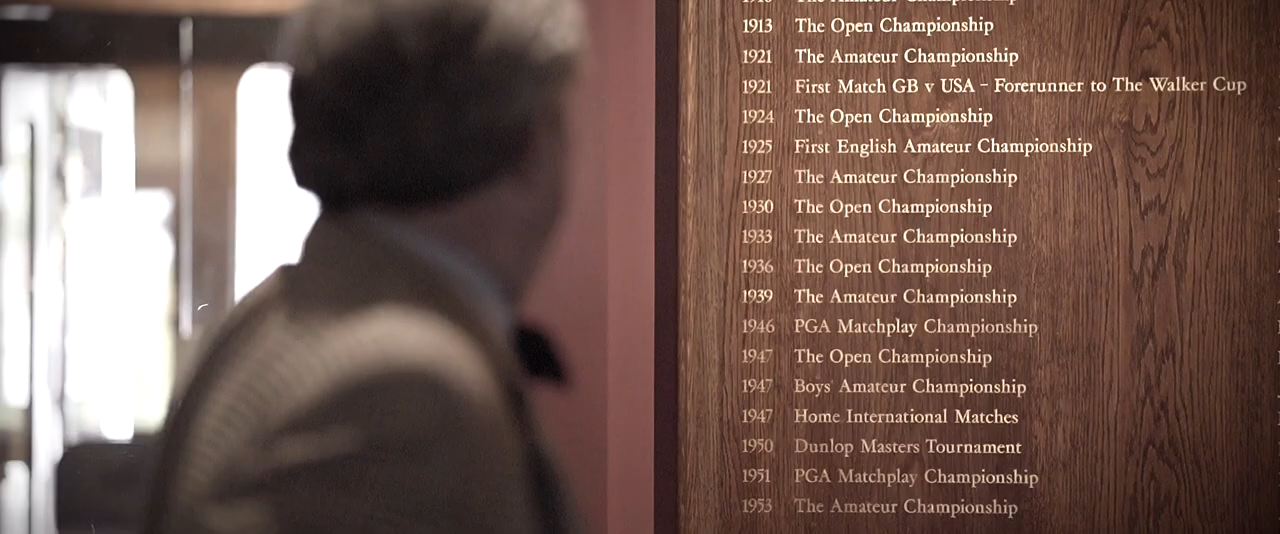 1913 The Open Championship
1921 The Amateur Championship
1921 First Match GB v USA - Forerunner to The Walker Cup
1924 The Open Championship
1925 First English Amateur Championship
1927 The Amateur Championship
1930 The Open Championship
1933 The Amateur Championship
1936 The Open Championship
1939 The Amateur Championship
1946 PGA Matchplay Championship
1947 The Open Championship
1947 Boys' Amateur Championship
1947 Home International Matches
1950 Dunlop Masters Tournament
1951 PGA Matchplay Championship
1953 The Amateur Championship